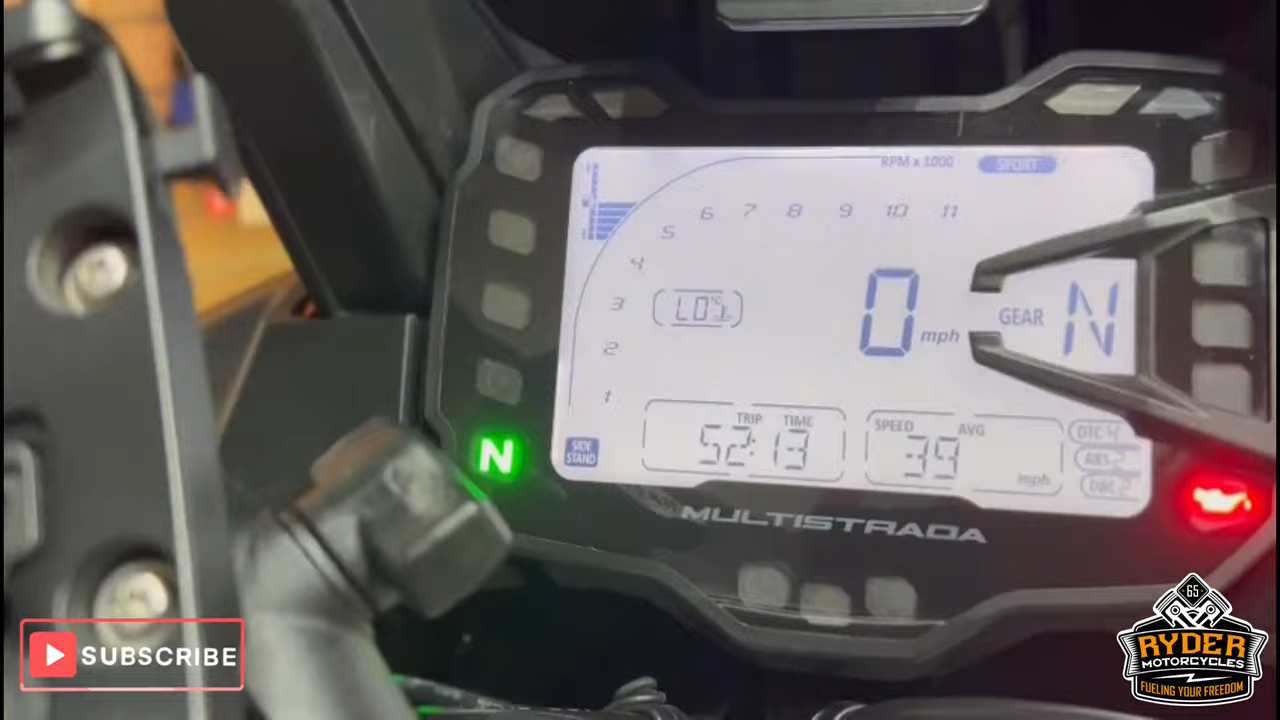 RPM x 1000
SPORT
6 7 8 9 10 11
5
4
3
2
1
LO
0 mph
GEAR N
TRIP TIME
52:13
SPEED AVG
39
mph
DTC 4
ABS 2
DWC 2
SIDE
STAND
N
MULTISTRADA
SUBSCRIBE
65
RYDER
MOTORCYCLES
FUELING YOUR FREEDOM